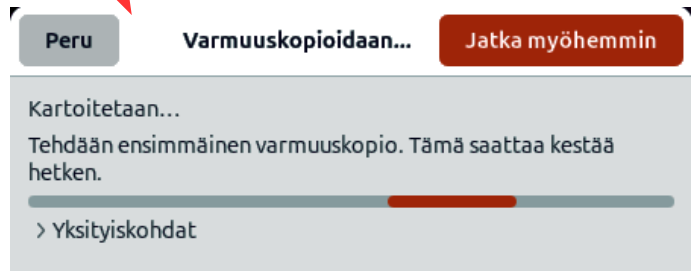 Peru
Varmuuskopioidaan...
Jatka myöhemmin
Kartoitetaan...
Tehdään ensimmäinen varmuuskopio. Tämä saattaa kestää
hetken.
> Yksityiskohdat